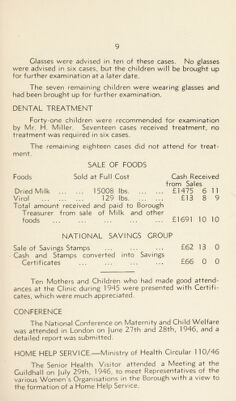 9
Glasses were advised in ten of these cases. No glasses
were advised in six cases, but the children will be brought up
for further examination at a later date.
The seven remaining children were wearing glasses and
had been brought up for further examination.
DENTAL TREATMENT
Forty-one children were recommended for examination
by Mr. H. Miller. Seventeen cases received treatment, no
treatment was required in six cases.
The remaining eighteen cases did not attend for treat-
ment.
SALE OF FOODS
Foods Sold at Full Cost Cash Received
from Sales
Dried Milk ... ... 15008 lbs. ... ... £1475 6 11
Virol ... ... 129 lbs. ... ... £13 8 9
Total amount received and paid to Borough
Treasurer from sale of Milk and other
foods ... ... ... ... ... £1691 10 10
NATIONAL SAVINGS GROUP
Sale of Savings Stamps ... ... ... £62 13 0
Cash and Stamps converted into Savings
Certificates ... ... ... ... £66 0 0
Ten Mothers and Children who had made good attend-
ances at the Clinic during 1945 were presented with Certifi-
cates, which were much appreciated.
CONFERENCE
The National Conference on Maternity and Child Welfare
was attended in London on June 27th and 28th, 1946, and a
detailed report was submitted.
HOME HELP SERVICE.—Ministry of Health Circular 110/46
The Senior Health Visitor attended a Meeting at the
Guildhall on July 29th, 1946, to meet Representatives of the
various Women's Organisations in the Borough with a view to
the formation of a Home Help Service.